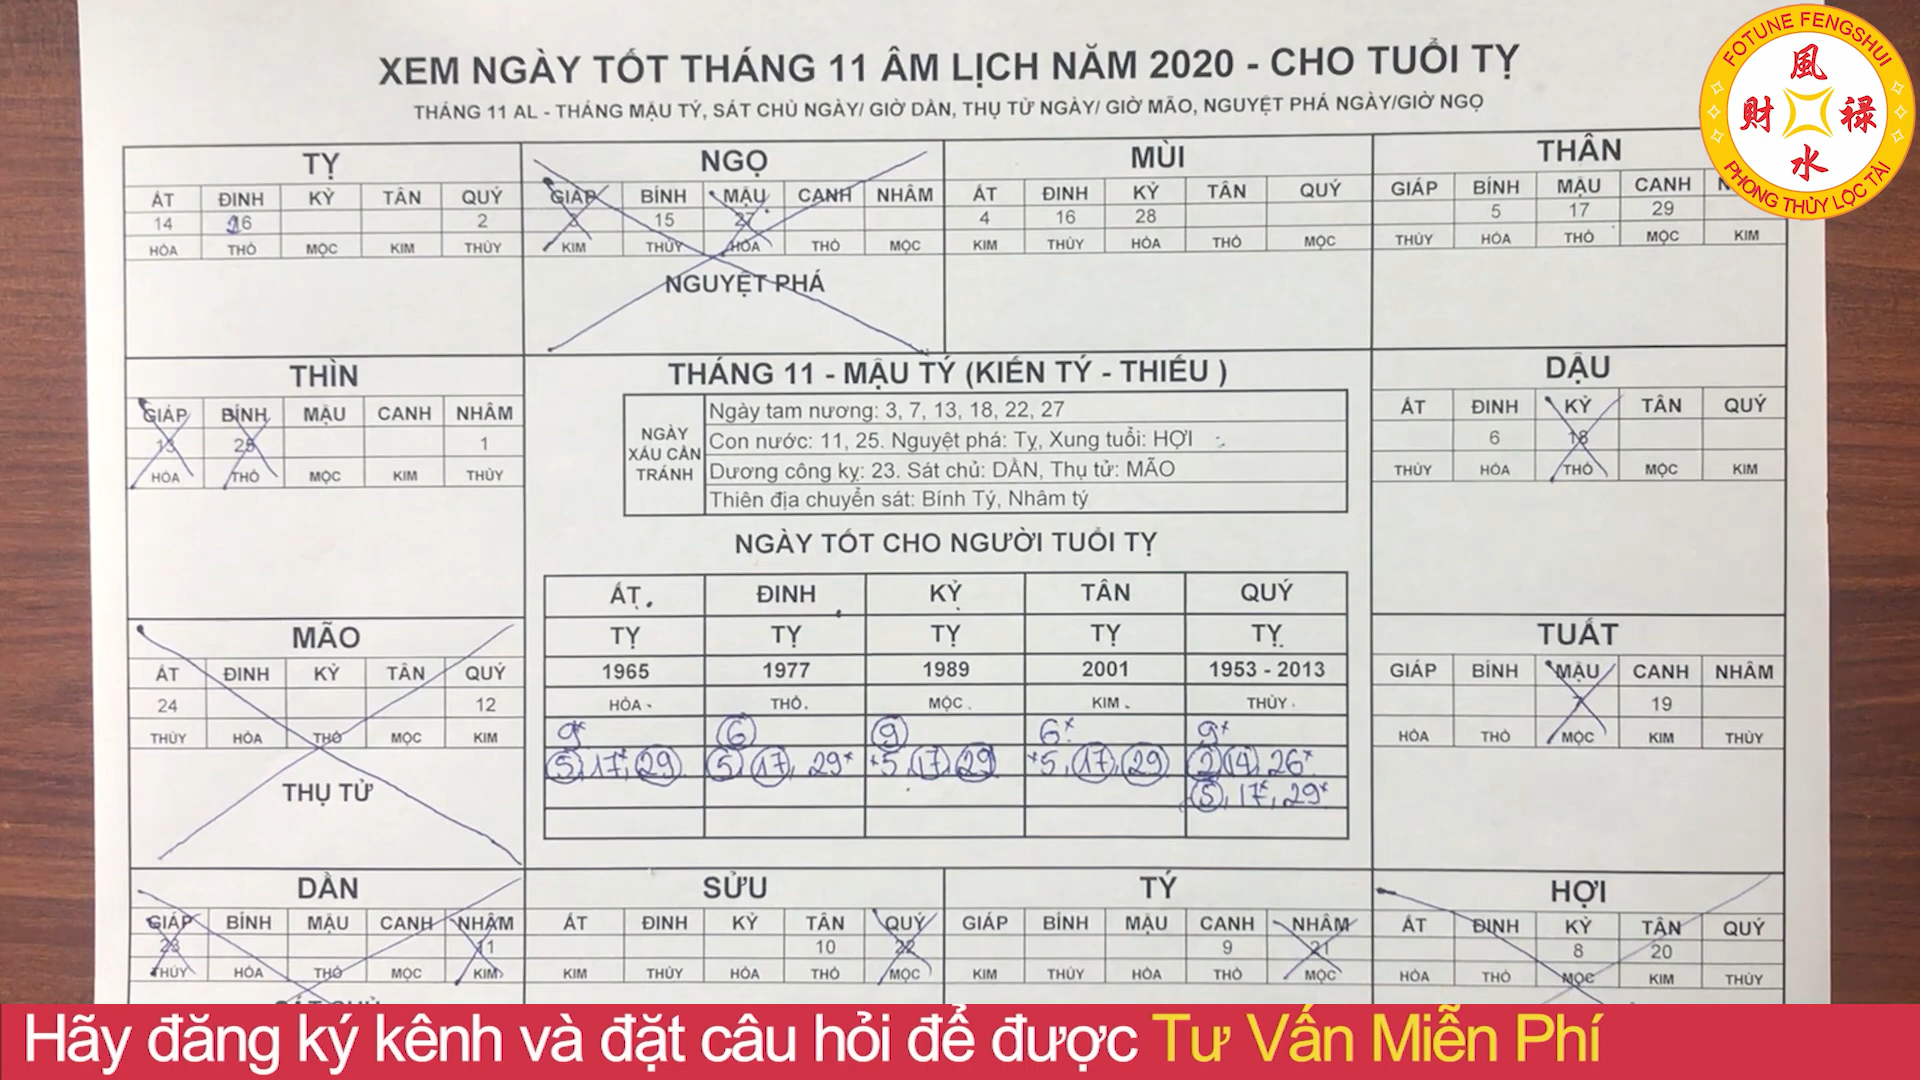 XEM NGÀY TỐT THÁNG 11 ÂM LỊCH NĂM 2020 - CHO TUỔI TỴ
THÁNG 11 AL - THÁNG MẬU TÝ, SÁT CHỦ NGÀY/ GIỜ DẦN, THỤ TỬ NGÀY/ GIỜ MÃO, NGUYỆT PHÁ NGÀY/GIỜ NGỌ
FOTUNE FENGSHUI
風
財 祿
水
PHONG THỦY LỘC TÀI
TỴ
ẤT ĐINH KỶ TÂN QUÝ
14 26 2
HỎA THỔ MỘC KIM THỦY
NGỌ
GIÁP BÍNH MẬU CANH NHÂM
3 15 27
KIM THỦY HỎA THỔ MỘC
NGUYỆT PHÁ
MÙI
ẤT ĐINH KỶ TÂN QUÝ
4 16 28
KIM THỦY HỎA THỔ MỘC
THÂN
GIÁP BÍNH MẬU CANH
5 17 29
THỦY HỎA THỔ MỘC KIM
THÌN
GIÁP BÍNH MẬU CANH NHÂM
13 25 1
HỎA THỔ MỘC KIM THỦY
THÁNG 11 - MẬU TÝ (KIẾN TÝ - THIẾU )
NGÀY XẤU CẦN TRÁNH
Ngày tam nương: 3, 7, 13, 18, 22, 27
Con nước: 11, 25. Nguyệt phá: Tỵ, Xung tuổi: HỢI
Dương công kỵ: 23. Sát chủ: DẦN, Thụ tử: MÃO
Thiên địa chuyển sát: Bính Tý, Nhâm tý
DẬU
ẤT ĐINH KỶ TÂN QUÝ
6 18
THỦY HỎA THỔ MỘC KIM
NGÀY TỐT CHO NGƯỜI TUỔI TỴ
ẤT ĐINH KỶ TÂN QUÝ
TỴ TỴ TỴ TỴ TỴ
1965 1977 1989 2001 1953 - 2013
HỎA THỔ MỘC KIM THỦY
9* 6 9 6* 9*
5, 17*, 29 5, 17, 29* *5, 17, 29 *5, 17, 29 2, 14, 26*
5, 17*, 29*
MÃO
ẤT ĐINH KỶ TÂN QUÝ
24 12
THỦY HỎA THỔ MỘC KIM
THỤ TỬ
TUẤT
GIÁP BÍNH MẬU CANH NHÂM
7 19
HỎA THỔ MỘC KIM THỦY
DẦN
GIÁP BÍNH MẬU CANH NHÂM
23 11
THỦY HỎA THỔ MỘC KIM
SÁT CHỦ
SỬU
ẤT ĐINH KỶ TÂN QUÝ
10 22
KIM THỦY HỎA THỔ MỘC
TÝ
GIÁP BÍNH MẬU CANH NHÂM
9 21
KIM THỦY HỎA THỔ MỘC
HỢI
ẤT ĐINH KỶ TÂN QUÝ
8 20
HỎA THỔ MỘC KIM THỦY
Hãy đăng ký kênh và đặt câu hỏi để được Tư Vấn Miễn Phí